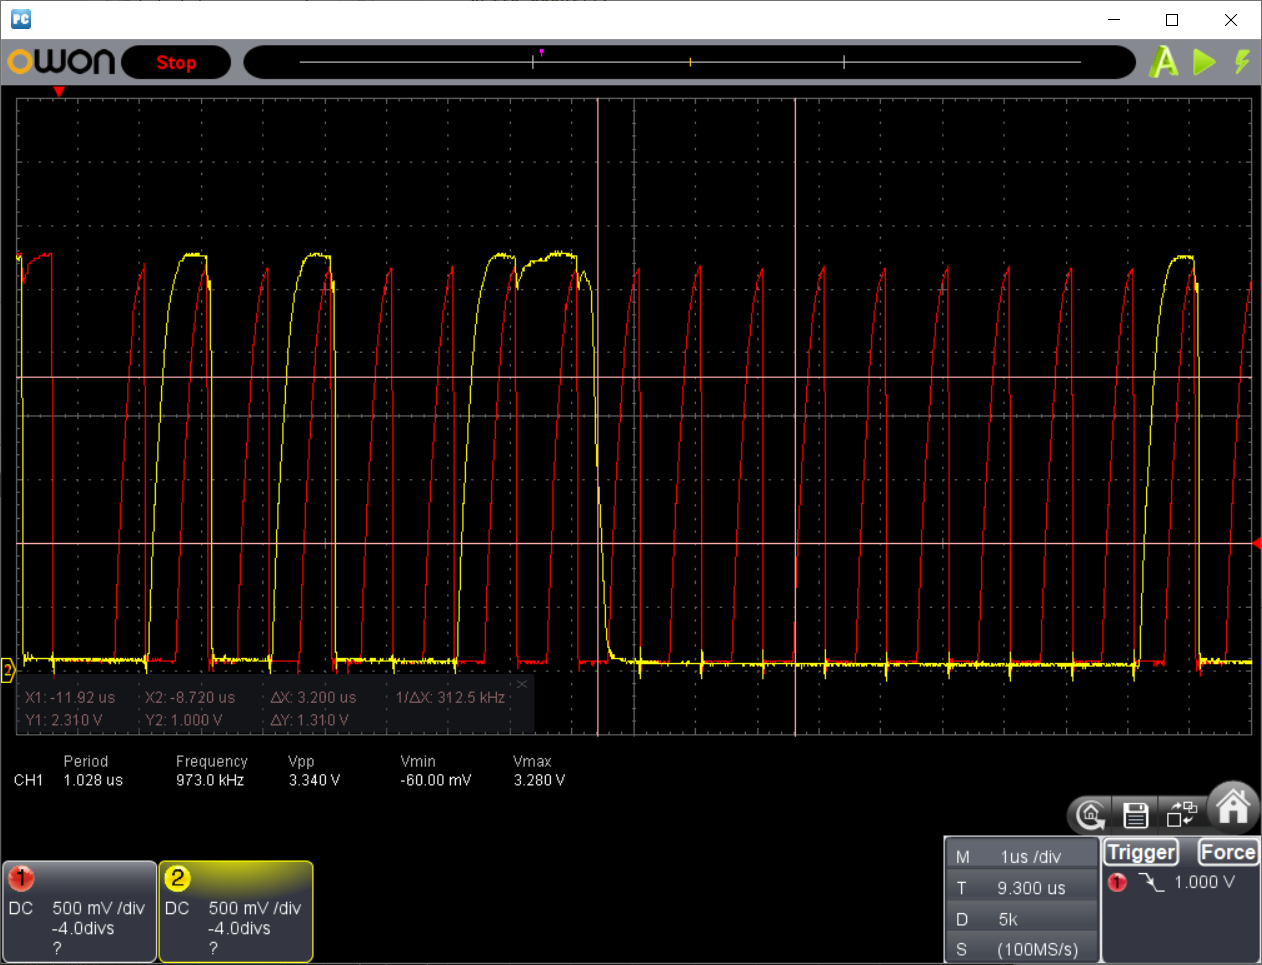 PC
OWON
Stop
A
2
X1: -11.92 us X2: -8.720 us ΔX: 3.200 us 1/ΔX: 312.5 kHz
Y1: 2.310 V Y2: 1.000 V ΔY: 1.310 V
Period Frequency Vpp Vmin Vmax
CH1 1.028 us 973.0 kHz 3.340 V -60.00 mV 3.280 V
1 2
DC 500 mV /div DC 500 mV /div
-4.0divs -4.0divs
? ?
M 1us /div
T 9.300 us
D 5k
S (100MS/s)
Trigger Force
1 1.000 V